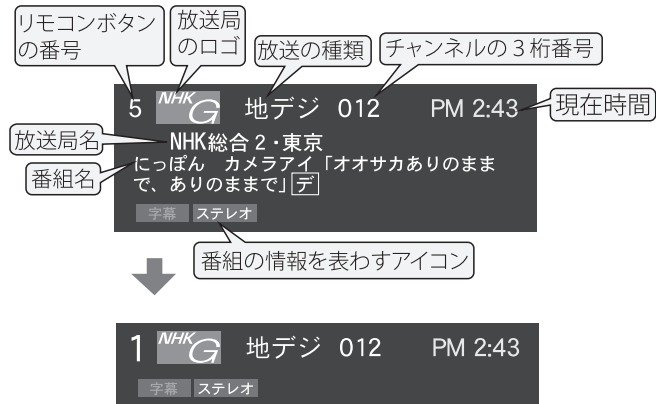 リモコンボタン
の番号
放送局
のロゴ
放送の種類
チャンネルの3桁番号
5 NHK G 地デジ 012 PM 2:43
現在時間
放送局名
NHK総合2・東京
番組名
にっぽん カメラアイ「オオサカありのまま
で、ありのままで」デ
字幕 ステレオ
番組の情報を表わすアイコン
1 NHK G 地デジ 012 PM 2:43
字幕 ステレオ